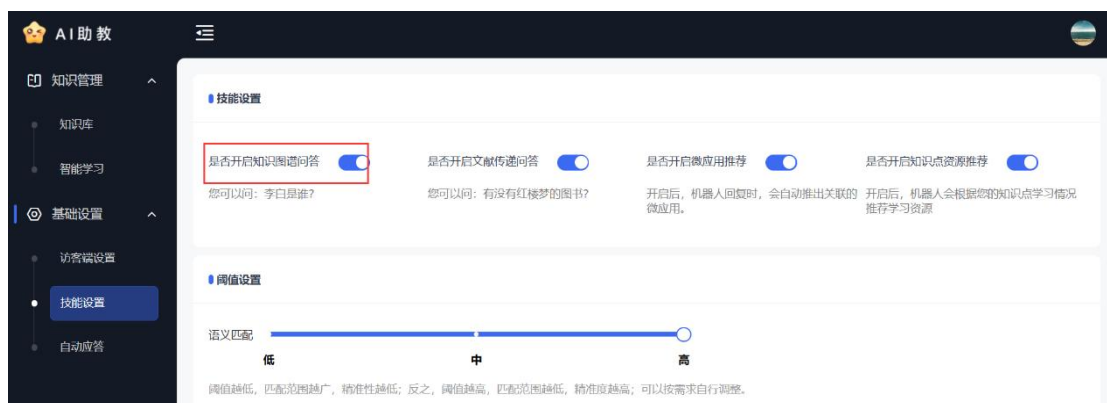 AI助教
知识管理
知识库
智能学习
基础设置
访客端设置
技能设置
自动应答
技能设置
是否开启知识图谱问答
您可以问：李白是谁？
是否开启文献传递问答
您可以问：有没有红楼梦的图书？
是否开启微应用推荐
开启后，机器人回复时，会自动推出关联的
微应用。
是否开启知识点资源推荐
开启后，机器人会根据您的知识点学习情况
推荐学习资源
阈值设置
语义匹配
低 中 高
阈值越低，匹配范围越广，精准性越低；反之，阈值越高，匹配范围越低，精准度越高；可以按需求自行调整。